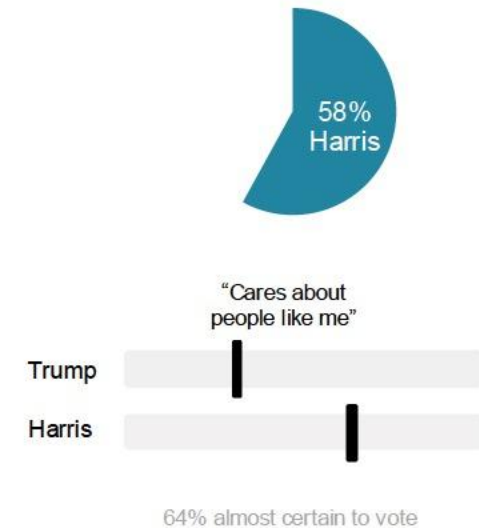 58%
Harris
“Cares about
people like me”
Trump
Harris
64% almost certain to vote